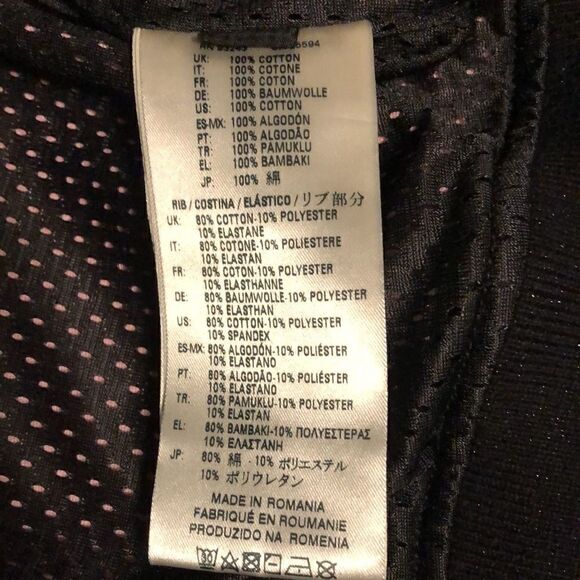 UK: 100% COTTON
IT: 100% COTONE
FR: 100% COTON
DE: 100% BAUMWOLLE
US: 100% COTTON
ES-MX: 100% ALGODÓN
PT: 100% ALGODÃO
TR: 100% PAMUKLU
EL: 100% BAMBAKI
JP: 100% 綿
RIB / COSTINA / ELÁSTICO / リブ部分
UK: 80% COTTON-10% POLYESTER
10% ELASTANE
IT: 80% COTONE-10% POLIESTERE
10% ELASTAN
FR: 80% COTON-10% POLYESTER
10% ELASTHANNE
DE: 80% BAUMWOLLE-10% POLYESTER
10% ELASTHAN
US: 80% COTTON-10% POLYESTER
10% SPANDEX
ES-MX: 80% ALGODÓN-10% POLIÉSTER
10% ELASTANO
PT: 80% ALGODÃO-10% POLIÉSTER
10% ELASTANO
TR: 80% PAMUKLU-10% POLYESTER
10% ELASTAN
EL: 80% BAMBAKI-10% ΠΟΛΥΕΣΤΕΡΑΣ
10% ΕΛΑΣΤΑΝΗ
JP: 80% 綿 - 10% ポリエステル
10% ポリウレタン
MADE IN ROMANIA
FABRIQUÉ EN ROUMANIE
PRODUZIDO NA ROMENIA
30